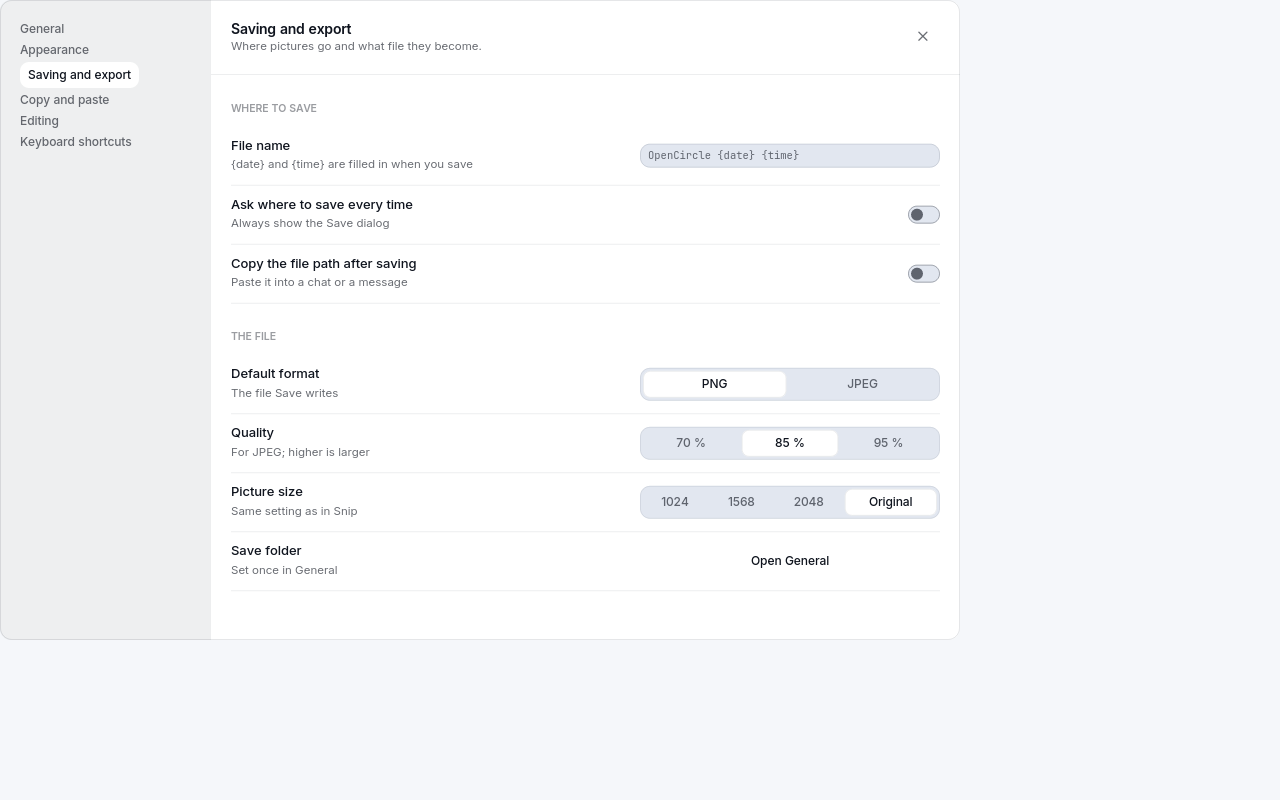 General
Appearance
Saving and export
Copy and paste
Editing
Keyboard shortcuts
Saving and export
Where pictures go and what file they become.
WHERE TO SAVE
File name
{date} and {time} are filled in when you save
OpenCircle {date} {time}
Ask where to save every time
Always show the Save dialog
Copy the file path after saving
Paste it into a chat or a message
THE FILE
Default format
The file Save writes
PNG JPEG
Quality
For JPEG; higher is larger
70 % 85 % 95 %
Picture size
Same setting as in Snip
1024 1568 2048 Original
Save folder
Set once in General
Open General